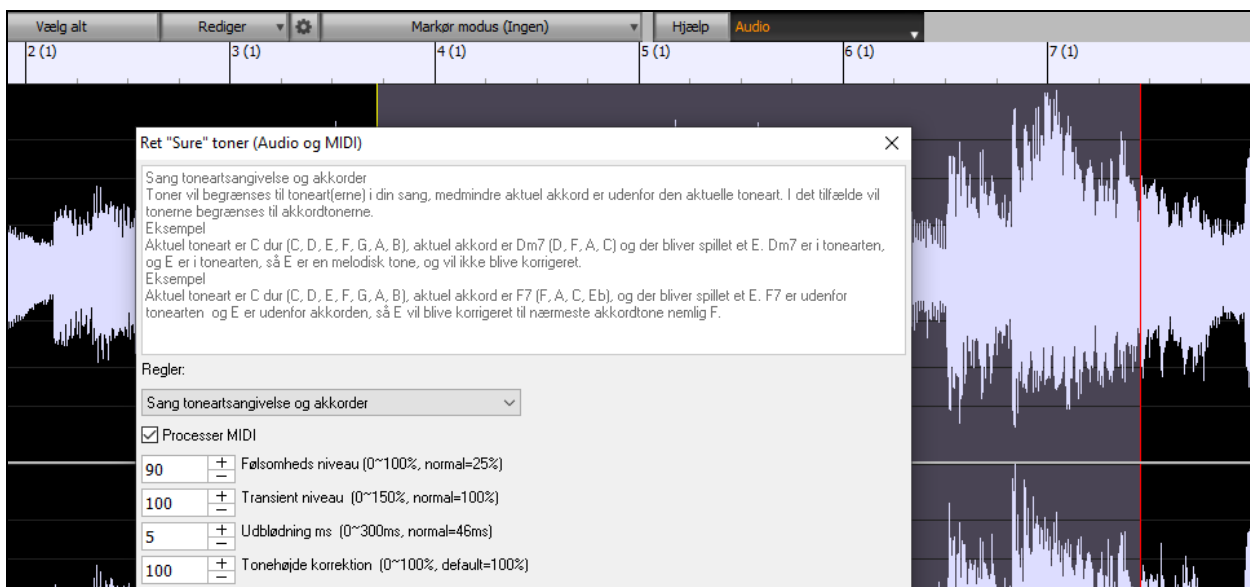 Vælg alt Rediger Markør modus (Ingen) Hjælp Audio
2 (1) 3 (1) 4 (1) 5 (1) 6 (1) 7 (1)
Ret "Sure" toner (Audio og MIDI)
Sang toneartsangivelse og akkorder
Toner vil begrænses til toneart(erne) i din sang, medmindre aktuel akkord er udenfor den aktuelle toneart. I det tilfælde vil
tonerne begrænses til akkordtonerne.
Eksempel
Aktuel toneart er C dur (C, D, E, F, G, A, B), aktuel akkord er Dm7 (D, F, A, C) og der bliver spillet et E. Dm7 er i tonearten,
og E er i tonearten, så E er en melodisk tone, og vil ikke blive korrigeret.
Eksempel
Aktuel toneart er C dur (C, D, E, F, G, A, B), aktuel akkord er F7 (F, A, C, Eb), og der bliver spillet et E. F7 er udenfor
tonearten og E er udenfor akkorden, så E vil blive korrigeret til nærmeste akkordtone nemlig F.
Regler:
Sang toneartsangivelse og akkorder
Processer MIDI
90 Følsomheds niveau (0~100%, normal=25%)
100 Transient niveau (0~150%, normal=100%)
5 Udblødning ms (0~300ms, normal=46ms)
100 Tonehøjde korrektion (0~100%, default=100%)